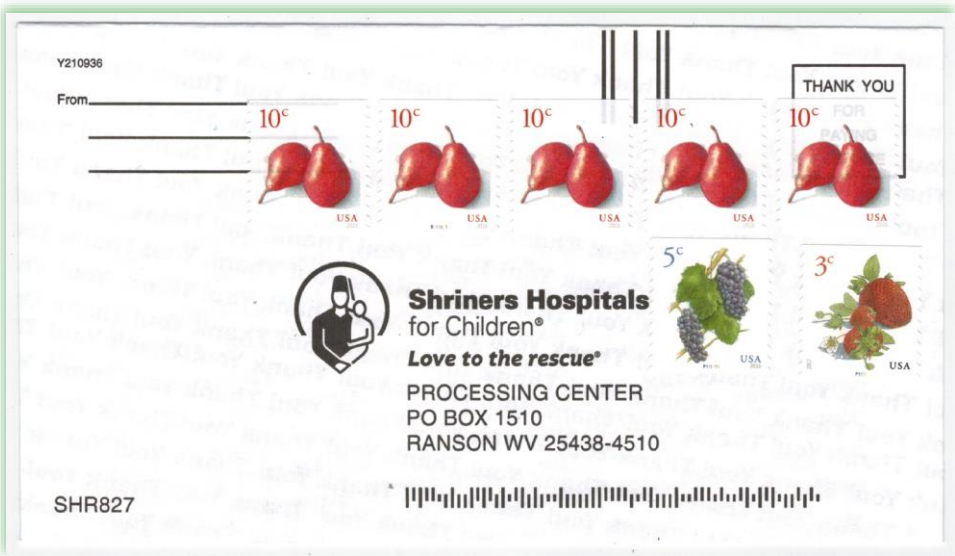 Y210936
From
THANK YOU
FOR
PAYING
10c
10c
10c
10c
10c
USA
USA
USA
USA
USA
5c
USA
3c
USA
Shriners Hospitals
for Children®
Love to the rescue®
PROCESSING CENTER
PO BOX 1510
RANSON WV 25438-4510
SHR827